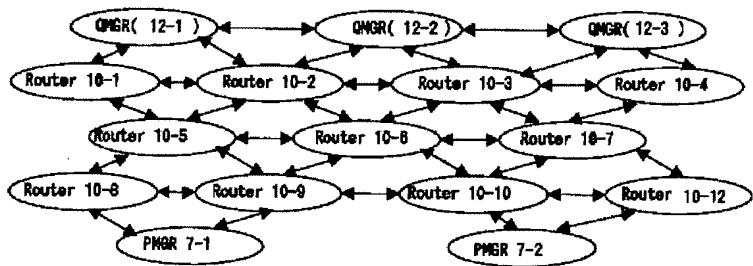 QMGR( 12-1 ) QMGR( 12-2 ) QMGR( 12-3 )
Router 10-1 Router 10-2 Router 10-3 Router 10-4
Router 10-5 Router 10-6 Router 10-7
Router 10-8 Router 10-9 Router 10-10 Router 10-12
PMGR 7-1 PMGR 7-2